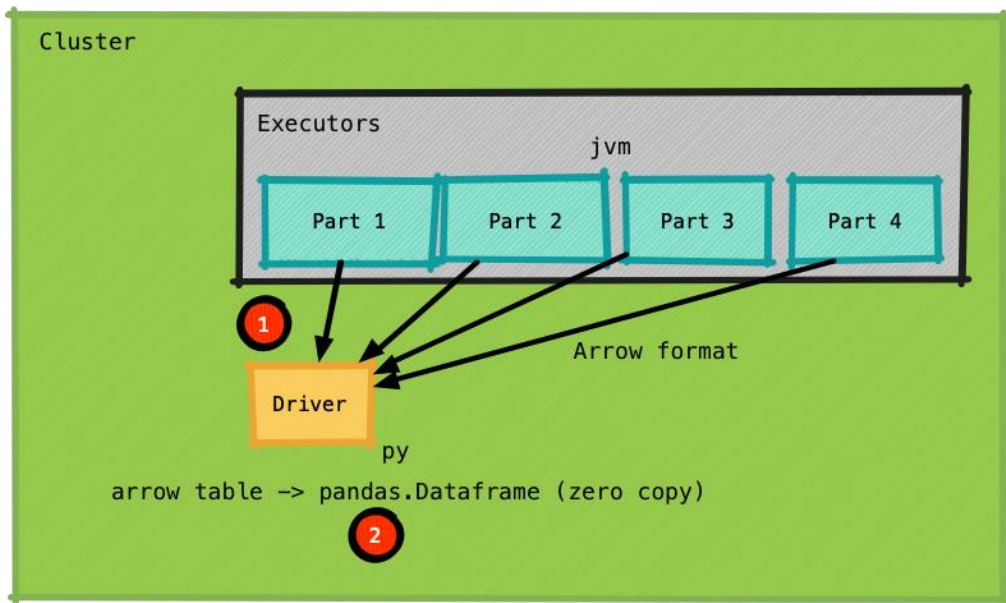 Cluster
Executors
jvm
Part 1
Part 2
Part 3
Part 4
1
Arrow format
Driver
py
arrow table -> pandas.Dataframe (zero copy)
2